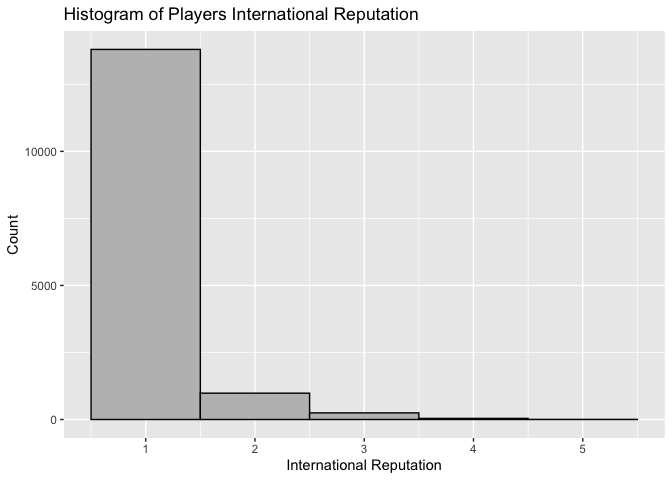 Histogram of Players International Reputation
Count
10000
5000
0
1 2 3 4 5
International Reputation